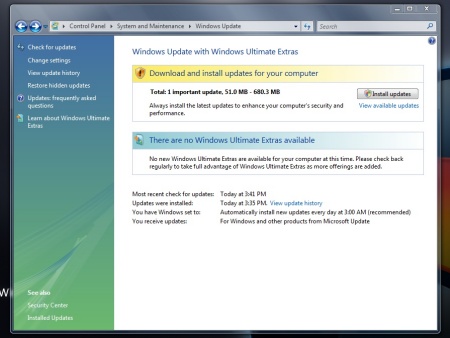 Control Panel ▸ System and Maintenance ▸ Windows Update
Search
Check for updates
Change settings
View update history
Restore hidden updates
Updates: frequently asked
questions
Learn about Windows Ultimate
Extras
See also
Security Center
Installed Updates
Windows Update with Windows Ultimate Extras
Download and install updates for your computer
Total: 1 important update, 51.0 MB - 680.3 MB
Install updates
Always install the latest updates to enhance your computer's security and
performance.
View available updates
There are no Windows Ultimate Extras available
No new Windows Ultimate Extras are available for your computer at this time. Please check back
regularly to take full advantage of Windows Ultimate Extras as more offerings are added.
Most recent check for updates: Today at 3:41 PM
Updates were installed: Today at 3:35 PM. View update history
You have Windows set to: Automatically install new updates every day at 3:00 AM (recommended)
You receive updates: For Windows and other products from Microsoft Update
W